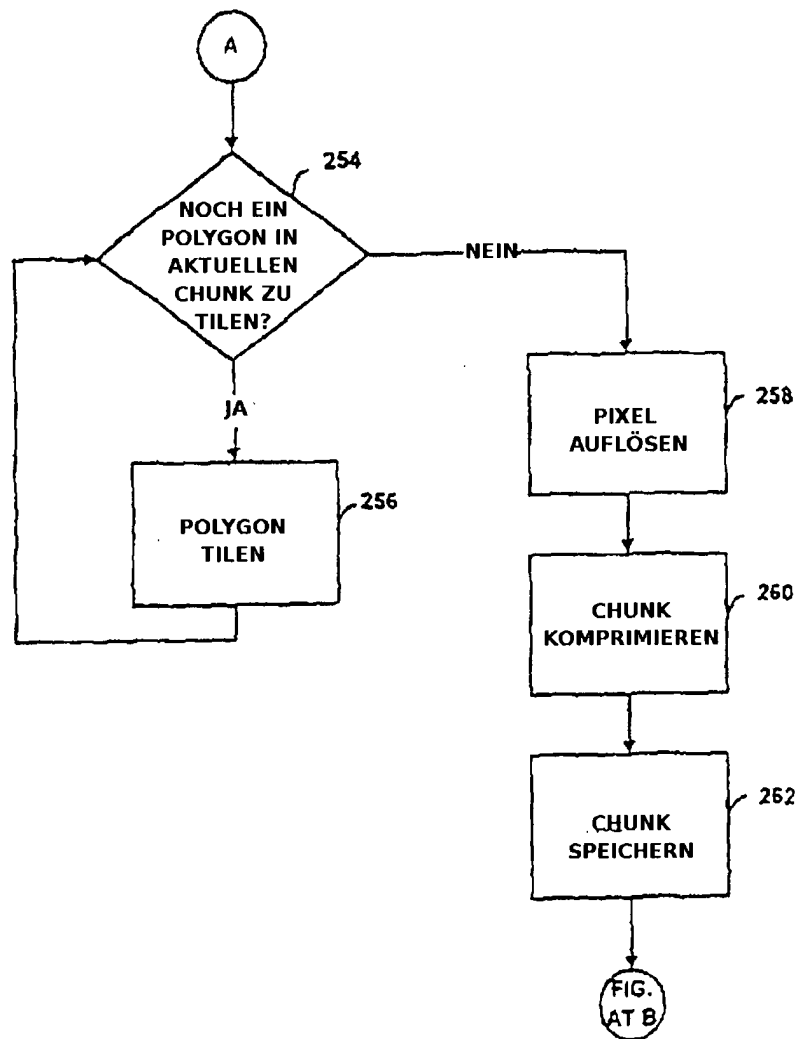 A
254
NOCH EIN
POLYGON IN
AKTUELLEN
CHUNK ZU
TILEN?
NEIN
JA
256
POLYGON
TILEN
258
PIXEL
AUFLÖSEN
260
CHUNK
KOMPRIMIEREN
262
CHUNK
SPEICHERN
FIG.
AT B